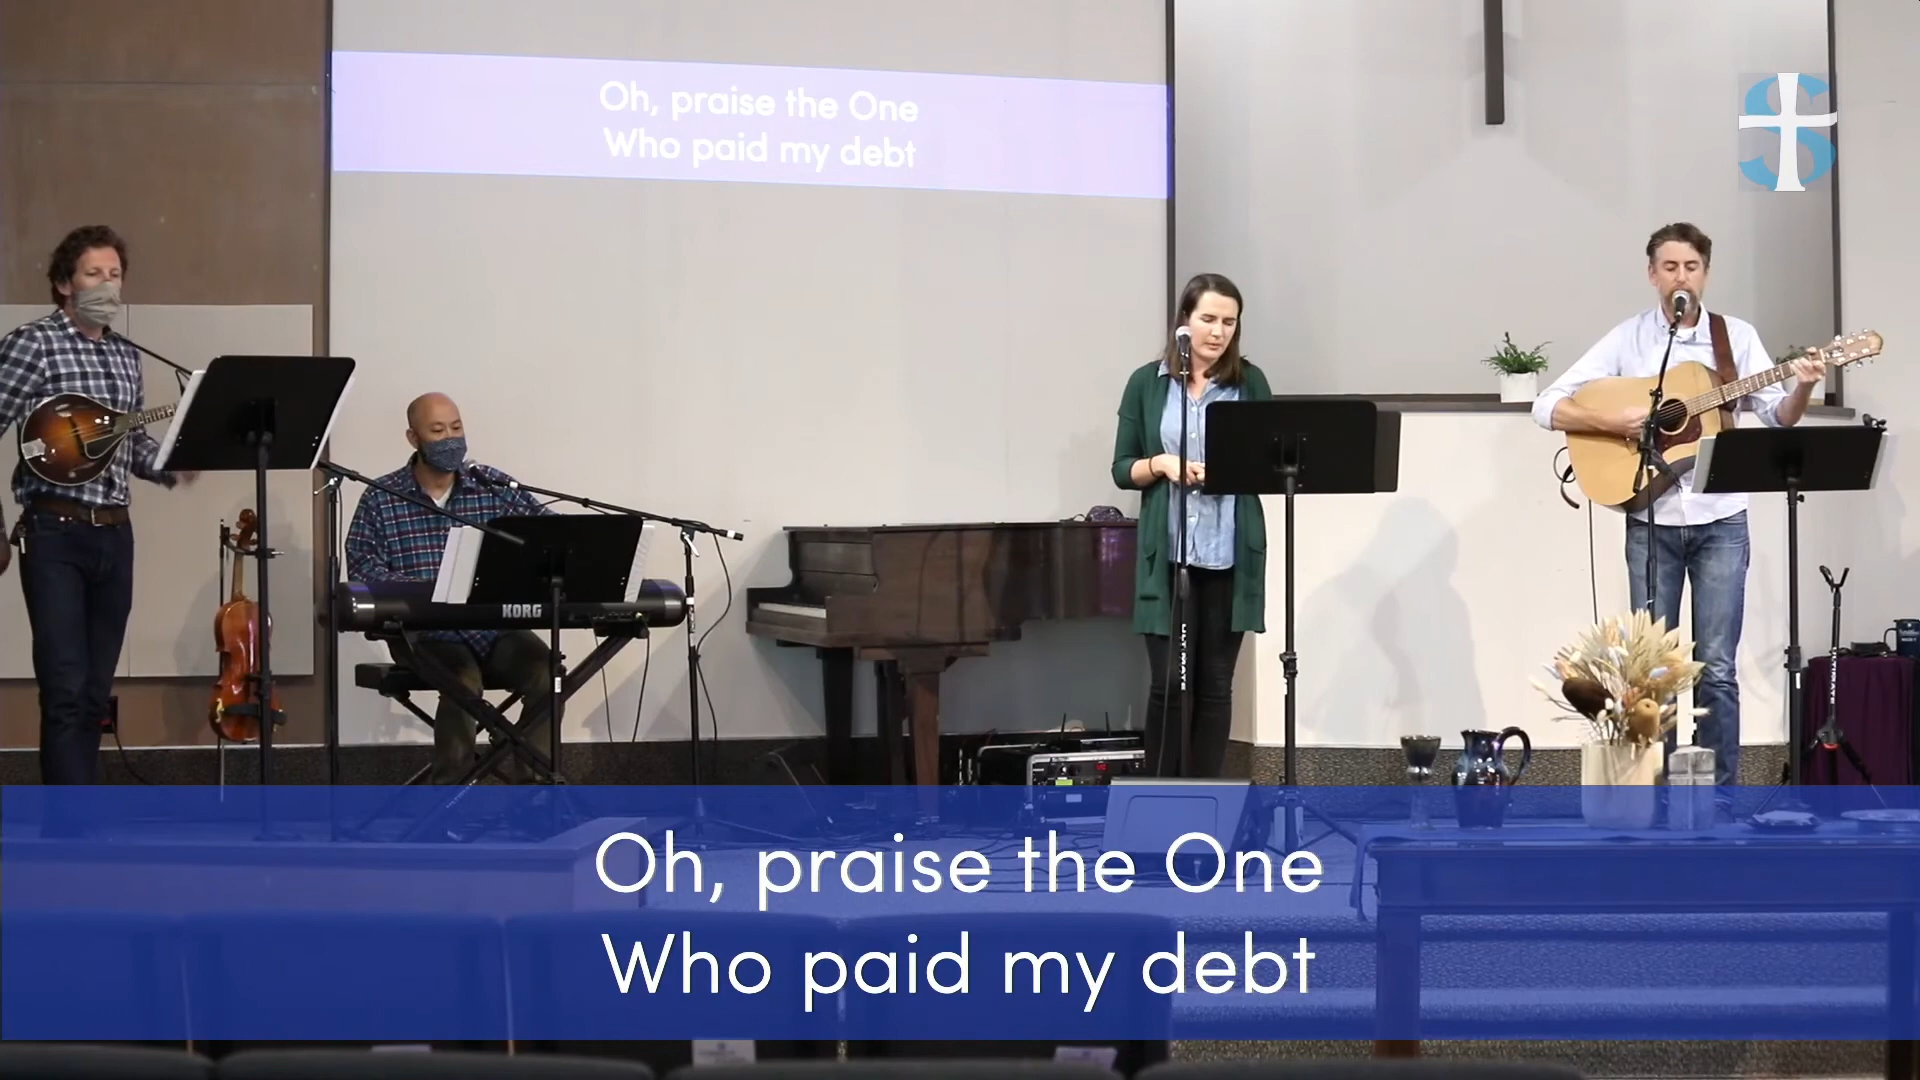 Oh, praise the One
Who paid my debt
S
KORG
Oh, praise the One
Who paid my debt